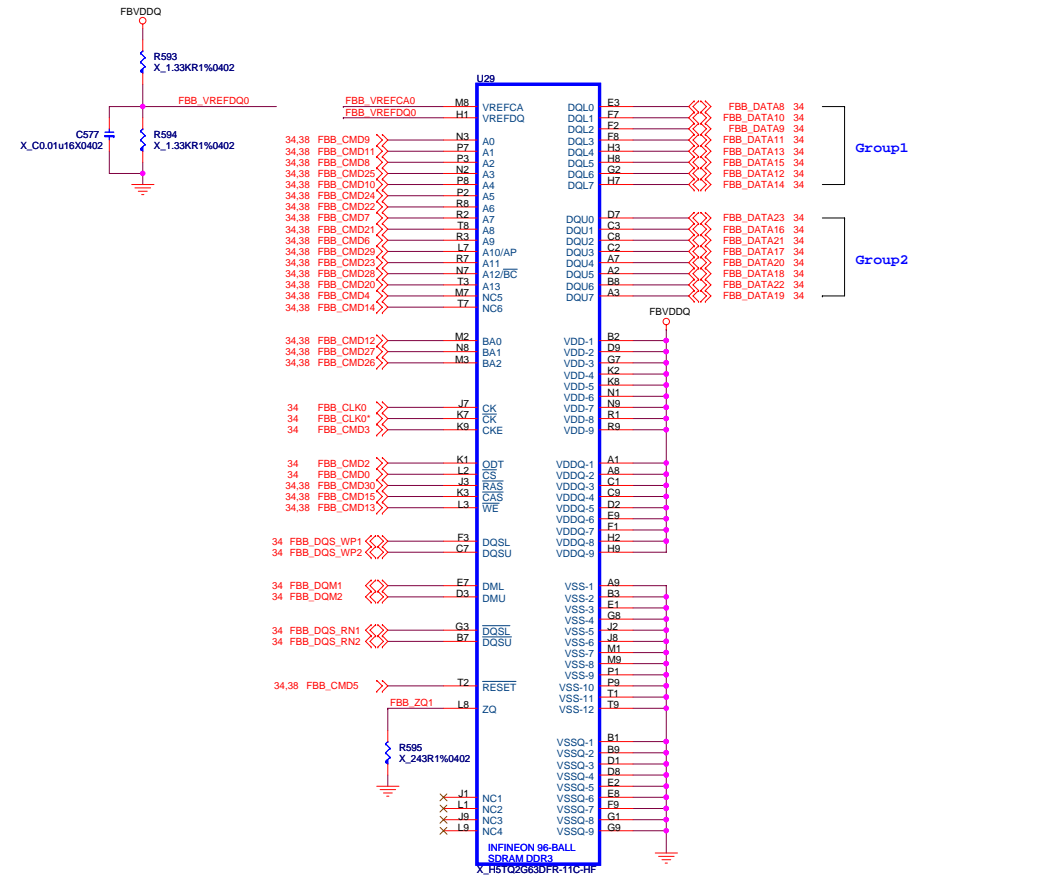 FBVDDQ
R593
X_1.33KR1%0402
FBB_VREFDQ0
C577
X_C0.01u16X0402
R594
X_1.33KR1%0402
U29
FBB_VREFCA0 M8 VREFCA
FBB_VREFDQ0 H1 VREFDQ
34,38 FBB_CMD9 N3 A0
34,38 FBB_CMD11 P7 A1
34,38 FBB_CMD8 P3 A2
34,38 FBB_CMD25 N2 A3
34,38 FBB_CMD10 P8 A4
34,38 FBB_CMD24 P2 A5
34,38 FBB_CMD22 R8 A6
34,38 FBB_CMD7 R2 A7
34,38 FBB_CMD21 T8 A8
34,38 FBB_CMD6 R3 A9
34,38 FBB_CMD29 L7 A10/AP
34,38 FBB_CMD23 R7 A11
34,38 FBB_CMD28 N7 A12/BC
34,38 FBB_CMD20 T3 A13
34,38 FBB_CMD4 M7 NC5
34,38 FBB_CMD14 T7 NC6
34,38 FBB_CMD12 M2 BA0
34,38 FBB_CMD27 N8 BA1
34,38 FBB_CMD26 M3 BA2
34 FBB_CLK0 J7 CK
34 FBB_CLK0* K7 CK
34 FBB_CMD3 K9 CKE
34 FBB_CMD2 K1 ODT
34 FBB_CMD0 L2 CS
34,38 FBB_CMD30 J3 RAS
34,38 FBB_CMD15 K3 CAS
34,38 FBB_CMD13 L3 WE
34 FBB_DQS_WP1 F3 DQSL
34 FBB_DQS_WP2 C7 DQSU
34 FBB_DQM1 E7 DML
34 FBB_DQM2 D3 DMU
34 FBB_DQS_RN1 G3 DQSL
34 FBB_DQS_RN2 B7 DQSU
34,38 FBB_CMD5 T2 RESET
FBB_ZQ1 L8 ZQ
R595
X_243R1%0402
J1 NC1
L1 NC2
J9 NC3
L9 NC4
DQL0 E3 FBB_DATA8 34
DQL1 F7 FBB_DATA10 34
DQL2 F2 FBB_DATA9 34
DQL3 F8 FBB_DATA11 34
DQL4 H3 FBB_DATA13 34
DQL5 H8 FBB_DATA15 34
DQL6 G2 FBB_DATA12 34
DQL7 H7 FBB_DATA14 34
Group1
DQU0 D7 FBB_DATA23 34
DQU1 C3 FBB_DATA16 34
DQU2 C8 FBB_DATA21 34
DQU3 C2 FBB_DATA17 34
DQU4 A7 FBB_DATA20 34
DQU5 A2 FBB_DATA18 34
DQU6 B8 FBB_DATA22 34
DQU7 A3 FBB_DATA19 34
Group2
FBVDDQ
VDD-1 B2
VDD-2 D9
VDD-3 G7
VDD-4 K2
VDD-5 K8
VDD-6 N1
VDD-7 N9
VDD-8 R1
VDD-9 R9
VDDQ-1 A1
VDDQ-2 A8
VDDQ-3 C1
VDDQ-4 C9
VDDQ-5 D2
VDDQ-6 E9
VDDQ-7 F1
VDDQ-8 H2
VDDQ-9 H9
VSS-1 A9
VSS-2 B3
VSS-3 E1
VSS-4 G8
VSS-5 J2
VSS-6 J8
VSS-7 M1
VSS-8 M9
VSS-9 P1
VSS-10 P9
VSS-11 T1
VSS-12 T9
VSSQ-1 B1
VSSQ-2 B9
VSSQ-3 D1
VSSQ-4 D8
VSSQ-5 E2
VSSQ-6 E8
VSSQ-7 F9
VSSQ-8 G1
VSSQ-9 G9
INFINEON 96-BALL
SDRAM DDR3
X_H5TQ2G63DFR-11C-HF